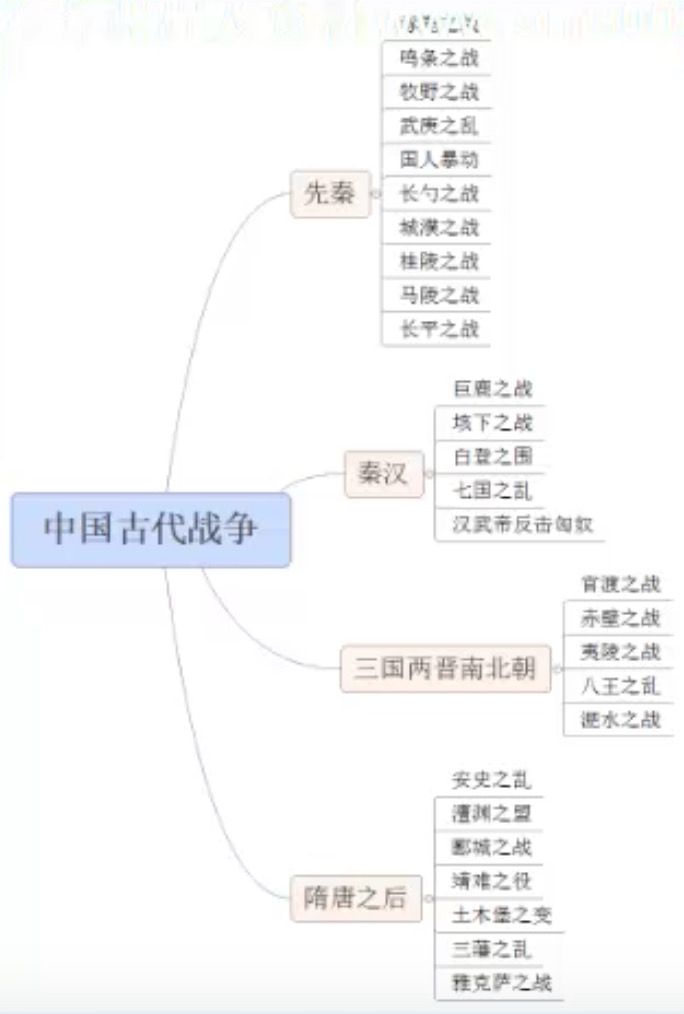 中国古代战争
先秦
鸣条之战
牧野之战
武庚之乱
国人暴动
长勺之战
城濮之战
桂陵之战
马陵之战
长平之战
秦汉
巨鹿之战
垓下之战
白登之围
七国之乱
汉武帝反击匈奴
三国两晋南北朝
官渡之战
赤壁之战
夷陵之战
八王之乱
淝水之战
隋唐之后
安史之乱
澶渊之盟
郾城之战
靖难之役
土木堡之变
三藩之乱
雅克萨之战